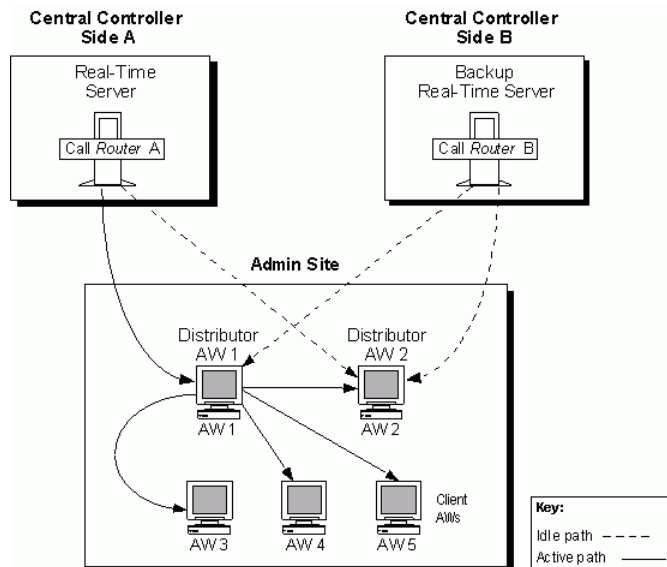 Central Controller
Side A
Central Controller
Side B
Real-Time
Server
Call Router A
Backup
Real-Time Server
Call Router B
Admin Site
Distributor
AW 1
Distributor
AW 2
AW 1
AW 2
AW 3
AW 4
AW 5
Client
AWs
Key:
Idle path
Active path